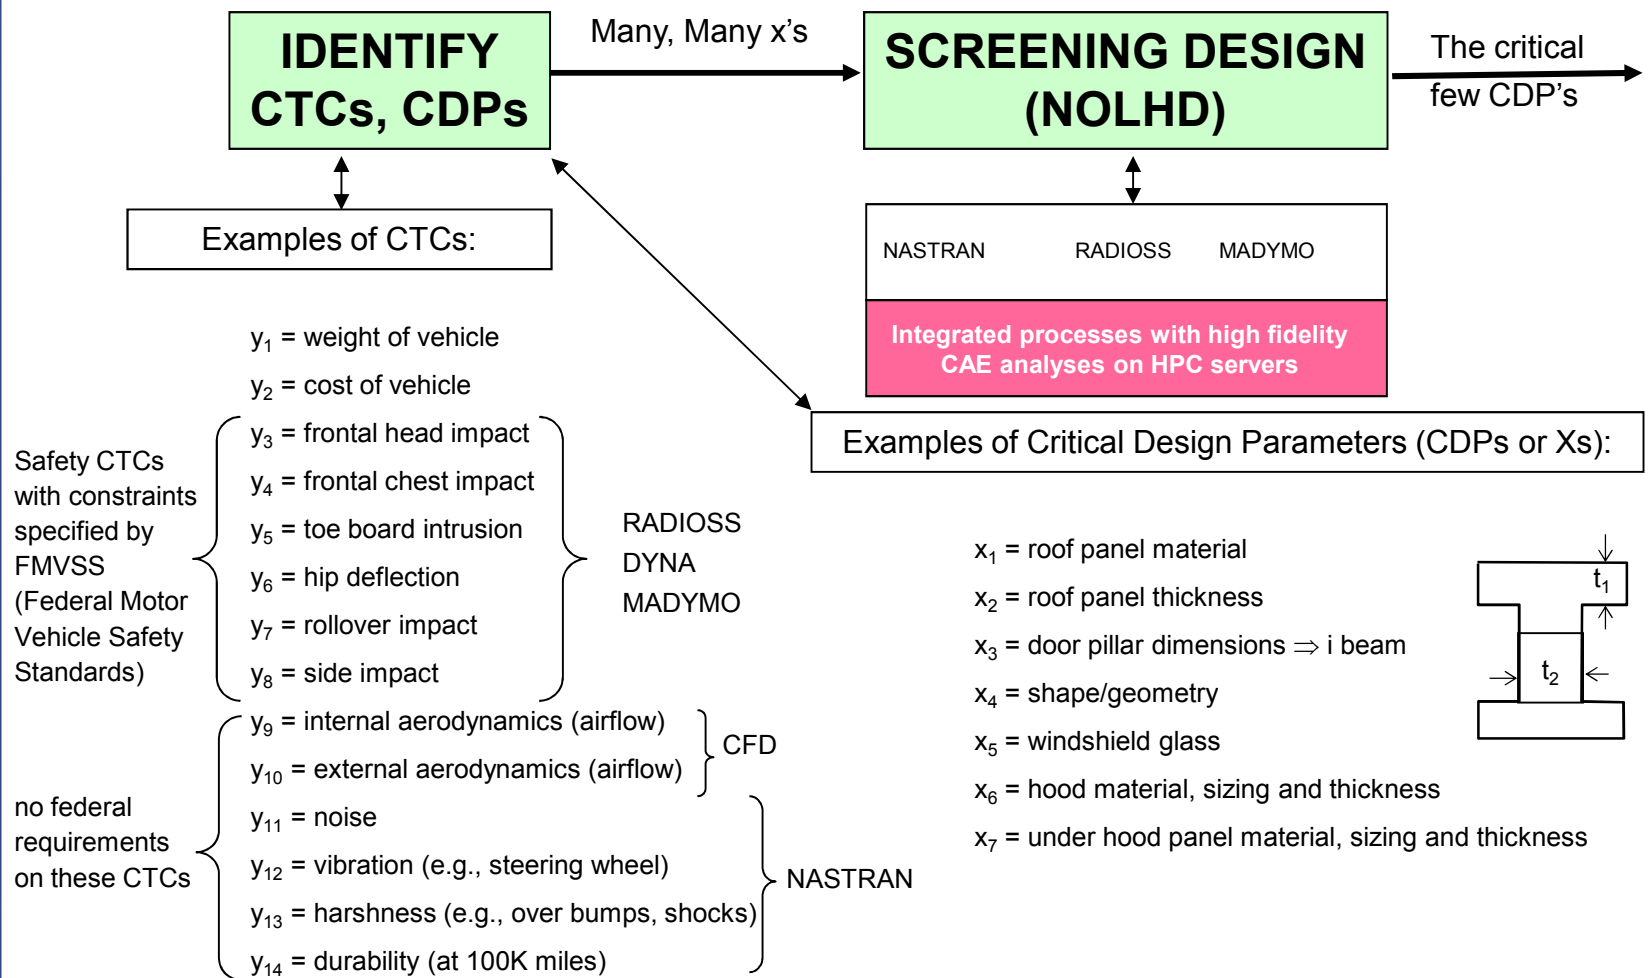 IDENTIFY
CTCs, CDPs
Many, Many x's
SCREENING DESIGN
(NOLHD)
The critical
few CDP's
Examples of CTCs:
NASTRAN RADIOSS MADYMO
Integrated processes with high fidelity
CAE analyses on HPC servers
Examples of Critical Design Parameters (CDPs or Xs):
y1 = weight of vehicle
y2 = cost of vehicle
y3 = frontal head impact
y4 = frontal chest impact
y5 = toe board intrusion
y6 = hip deflection
y7 = rollover impact
y8 = side impact
y9 = internal aerodynamics (airflow)
y10 = external aerodynamics (airflow)
y11 = noise
y12 = vibration (e.g., steering wheel)
y13 = harshness (e.g., over bumps, shocks)
y14 = durability (at 100K miles)
Safety CTCs
with constraints
specified by
FMVSS
(Federal Motor
Vehicle Safety
Standards)
no federal
requirements
on these CTCs
RADIOSS
DYNA
MADYMO
CFD
NASTRAN
x1 = roof panel material
x2 = roof panel thickness
x3 = door pillar dimensions ⇒ i beam
x4 = shape/geometry
x5 = windshield glass
x6 = hood material, sizing and thickness
x7 = under hood panel material, sizing and thickness
t1
t2